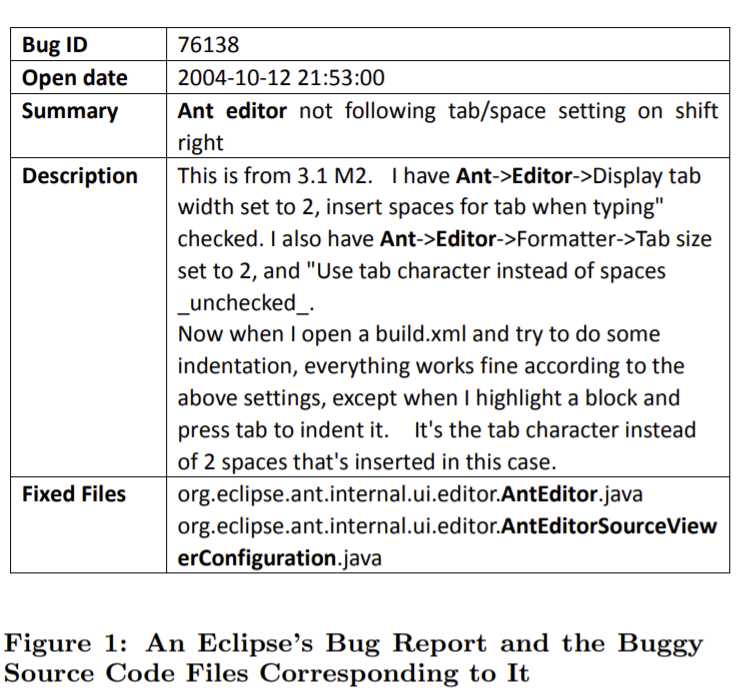 Bug ID 76138
Open date 2004-10-12 21:53:00
Summary Ant editor not following tab/space setting on shift
right
Description This is from 3.1 M2. I have Ant->Editor->Display tab
width set to 2, insert spaces for tab when typing"
checked. I also have Ant->Editor->Formatter->Tab size
set to 2, and "Use tab character instead of spaces
_unchecked_.
Now when I open a build.xml and try to do some
indentation, everything works fine according to the
above settings, except when I highlight a block and
press tab to indent it. It's the tab character instead
of 2 spaces that's inserted in this case.
Fixed Files org.eclipse.ant.internal.ui.editor.AntEditor.java
org.eclipse.ant.internal.ui.editor.AntEditorSourceView
erConfiguration.java
Figure 1: An Eclipse's Bug Report and the Buggy
Source Code Files Corresponding to It